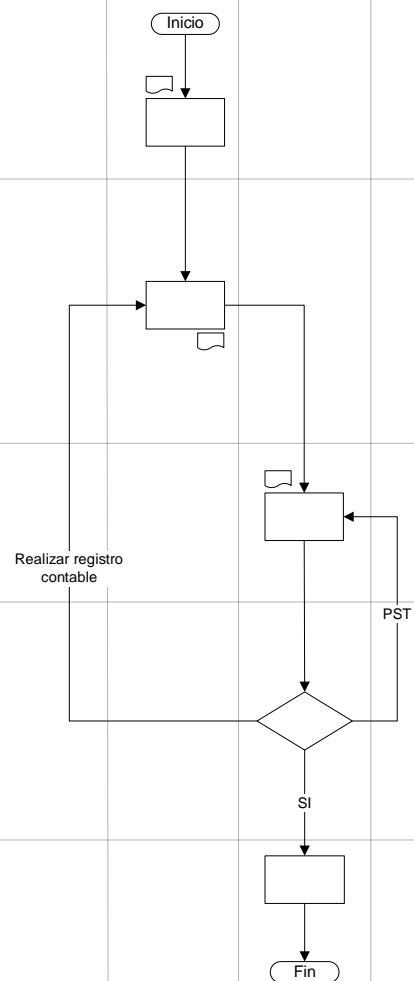 Inicio
Realizar registro
contable
PST
SI
Fin